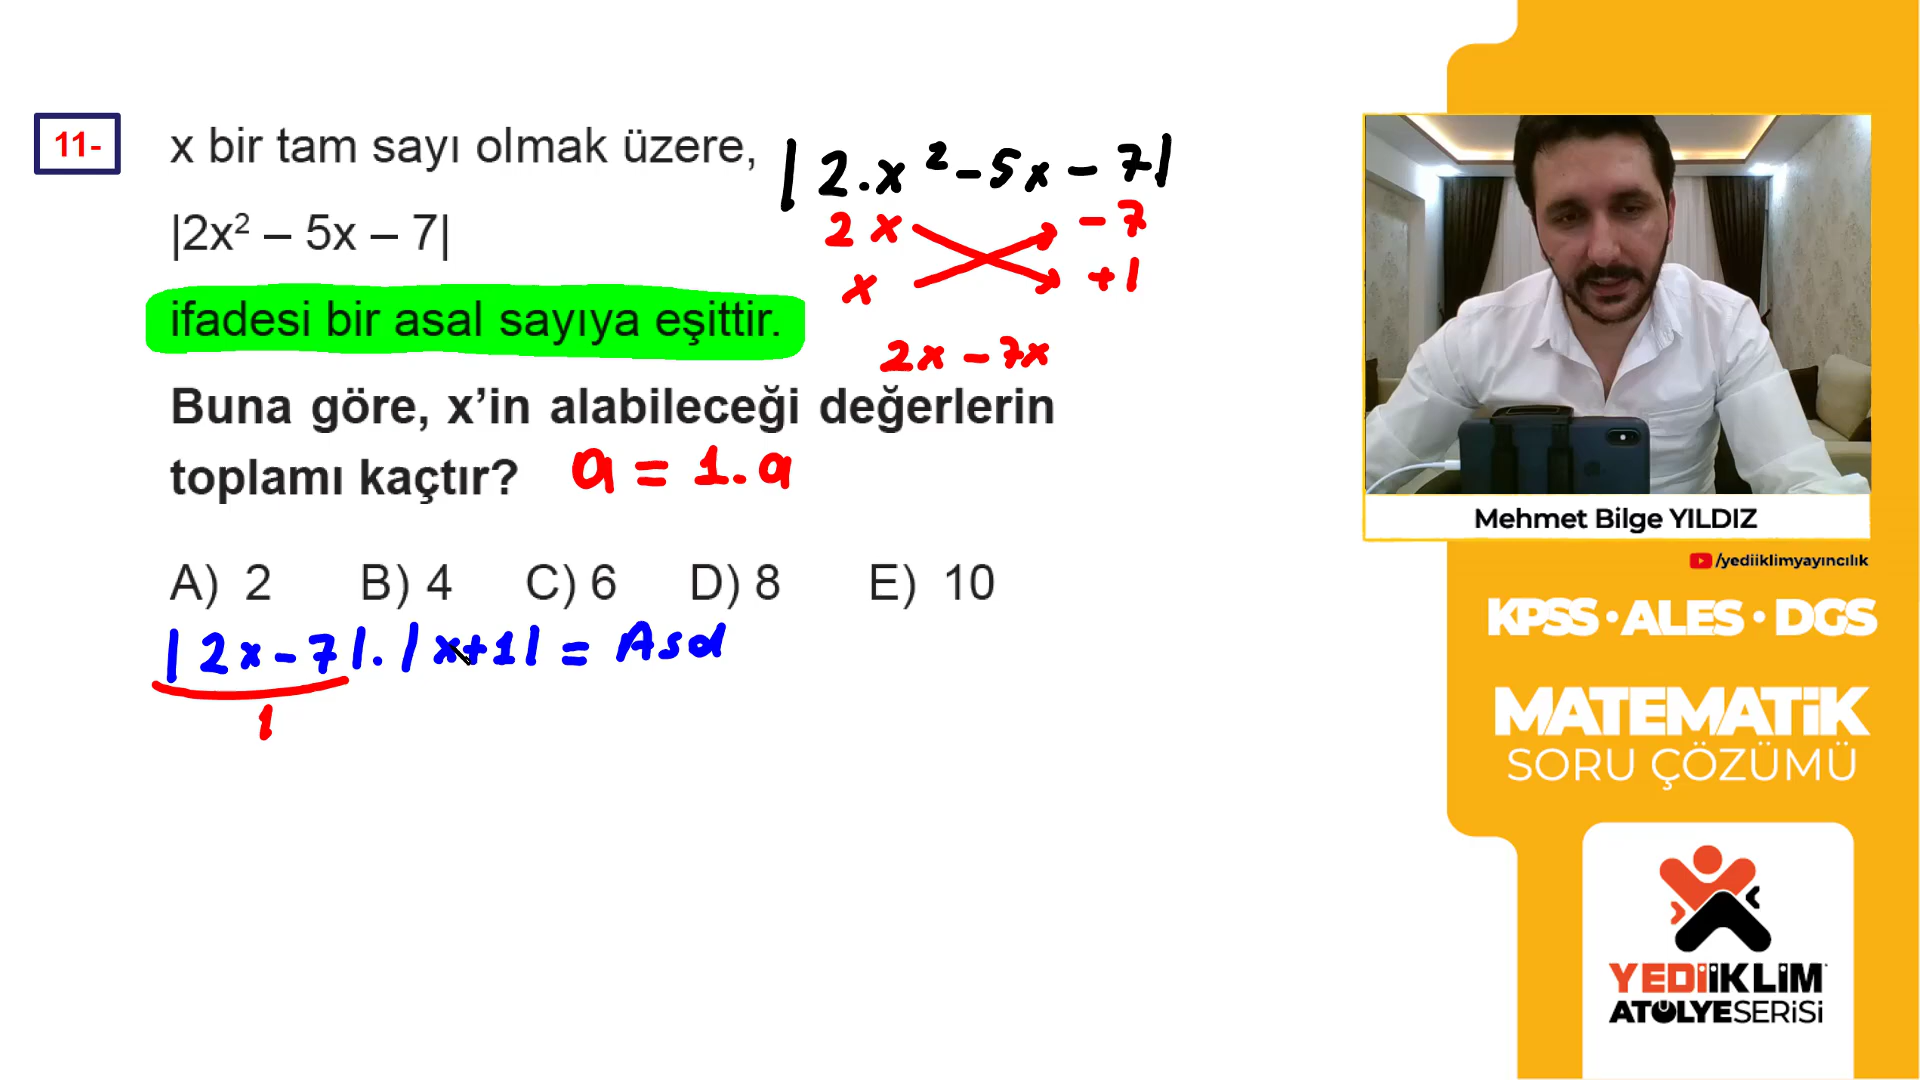 11-
x bir tam sayı olmak üzere,
|2.x²-5x-7|
|2x² – 5x – 7|
2x -7
x +1
ifadesi bir asal sayıya eşittir.
2x - 7x
Buna göre, x’in alabileceği değerlerin
toplamı kaçtır?
a = 1.a
A) 2 B) 4 C) 6 D) 8 E) 10
|2x-7|.|x+1| = Asal
1
Mehmet Bilge YILDIZ
/yediiklimyayıncılık
KPSS • ALES • DGS
MATEMATİK
SORU ÇÖZÜMÜ
YEDİİKLİM
ATÖLYESERİSİ